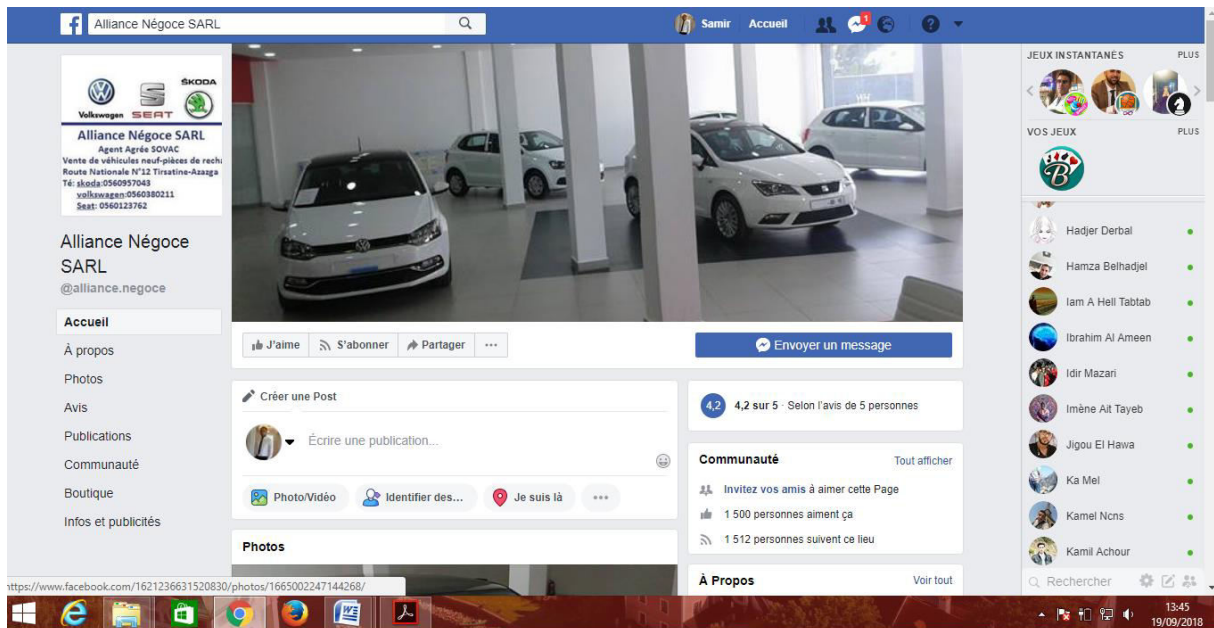 Alliance Négoce SARL
Samir Accueil
1
ŠKODA
Volkswagen SEAT
Alliance Négoce SARL
Agent Agrée SOVAC
Vente de véhicules neuf-pièces de rech
Route Nationale N°12 Tirsatine-Azazga
Té: skoda:0560957043
volkswagen:0560380211
Seat: 0560123762
Alliance Négoce
SARL
@alliance.negoce
Accueil
À propos
Photos
Avis
Publications
Communauté
Boutique
Infos et publicités
J'aime S'abonner Partager ...
Envoyer un message
Créer une Post
Écrire une publication...
Photo/Vidéo Identifier des... Je suis là ...
Photos
4,2 4,2 sur 5 · Selon l'avis de 5 personnes
Communauté Tout afficher
Invitez vos amis à aimer cette Page
1 500 personnes aiment ça
1 512 personnes suivent ce lieu
À Propos Voir tout
JEUX INSTANTANÉS PLUS
VOS JEUX PLUS
B
Hadjer Derbal
Hamza Belhadjel
Iam A Hell Tabtab
Ibrahim Al Ameen
Idir Mazari
Imène Ait Tayeb
Jigou El Hawa
Ka Mel
Kamel Ncns
Kamil Achour
Rechercher
https://www.facebook.com/1621236631520830/photos/1665002247144268/
13:45
19/09/2018